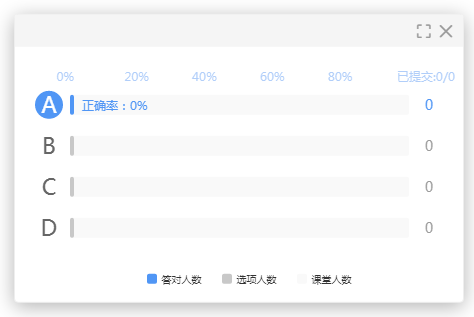 0% 20% 40% 60% 80% 已提交:0/0
A 正确率：0% 0
B 0
C 0
D 0
答对人数 选项人数 课堂人数